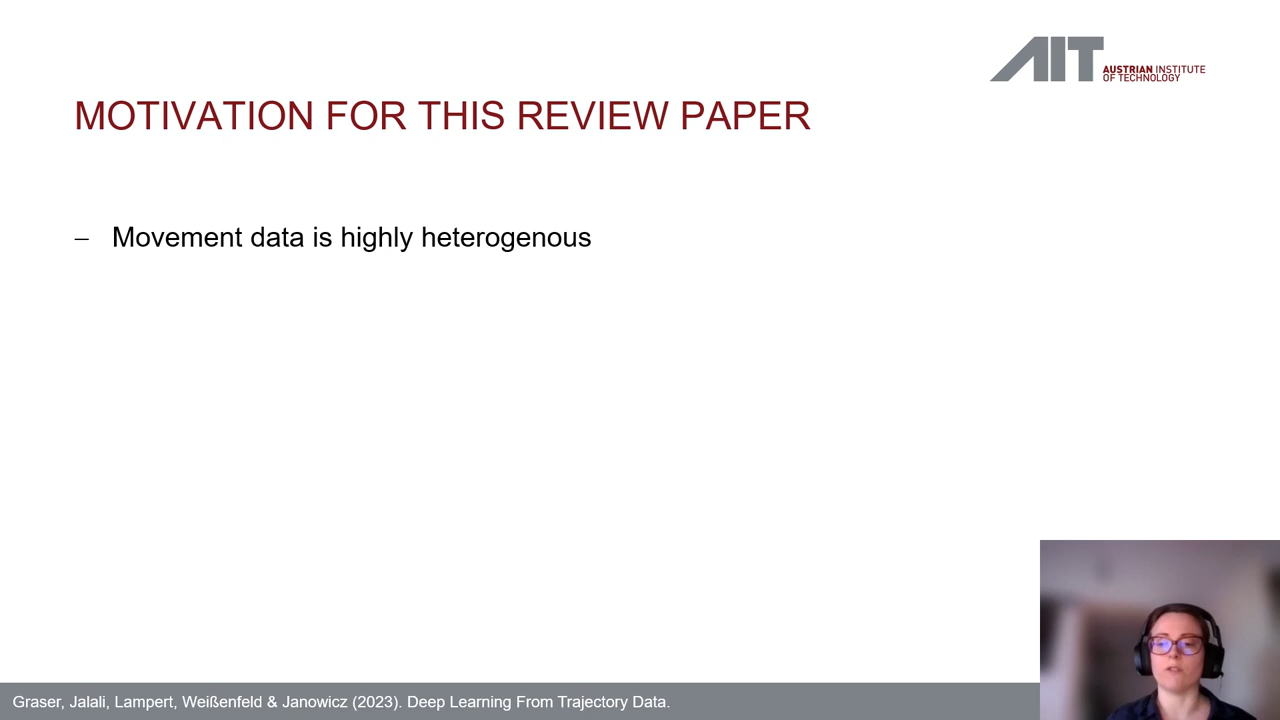 AIT AUSTRIAN INSTITUTE
OF TECHNOLOGY
MOTIVATION FOR THIS REVIEW PAPER
– Movement data is highly heterogenous
Graser, Jalali, Lampert, Weißenfeld & Janowicz (2023). Deep Learning From Trajectory Data.